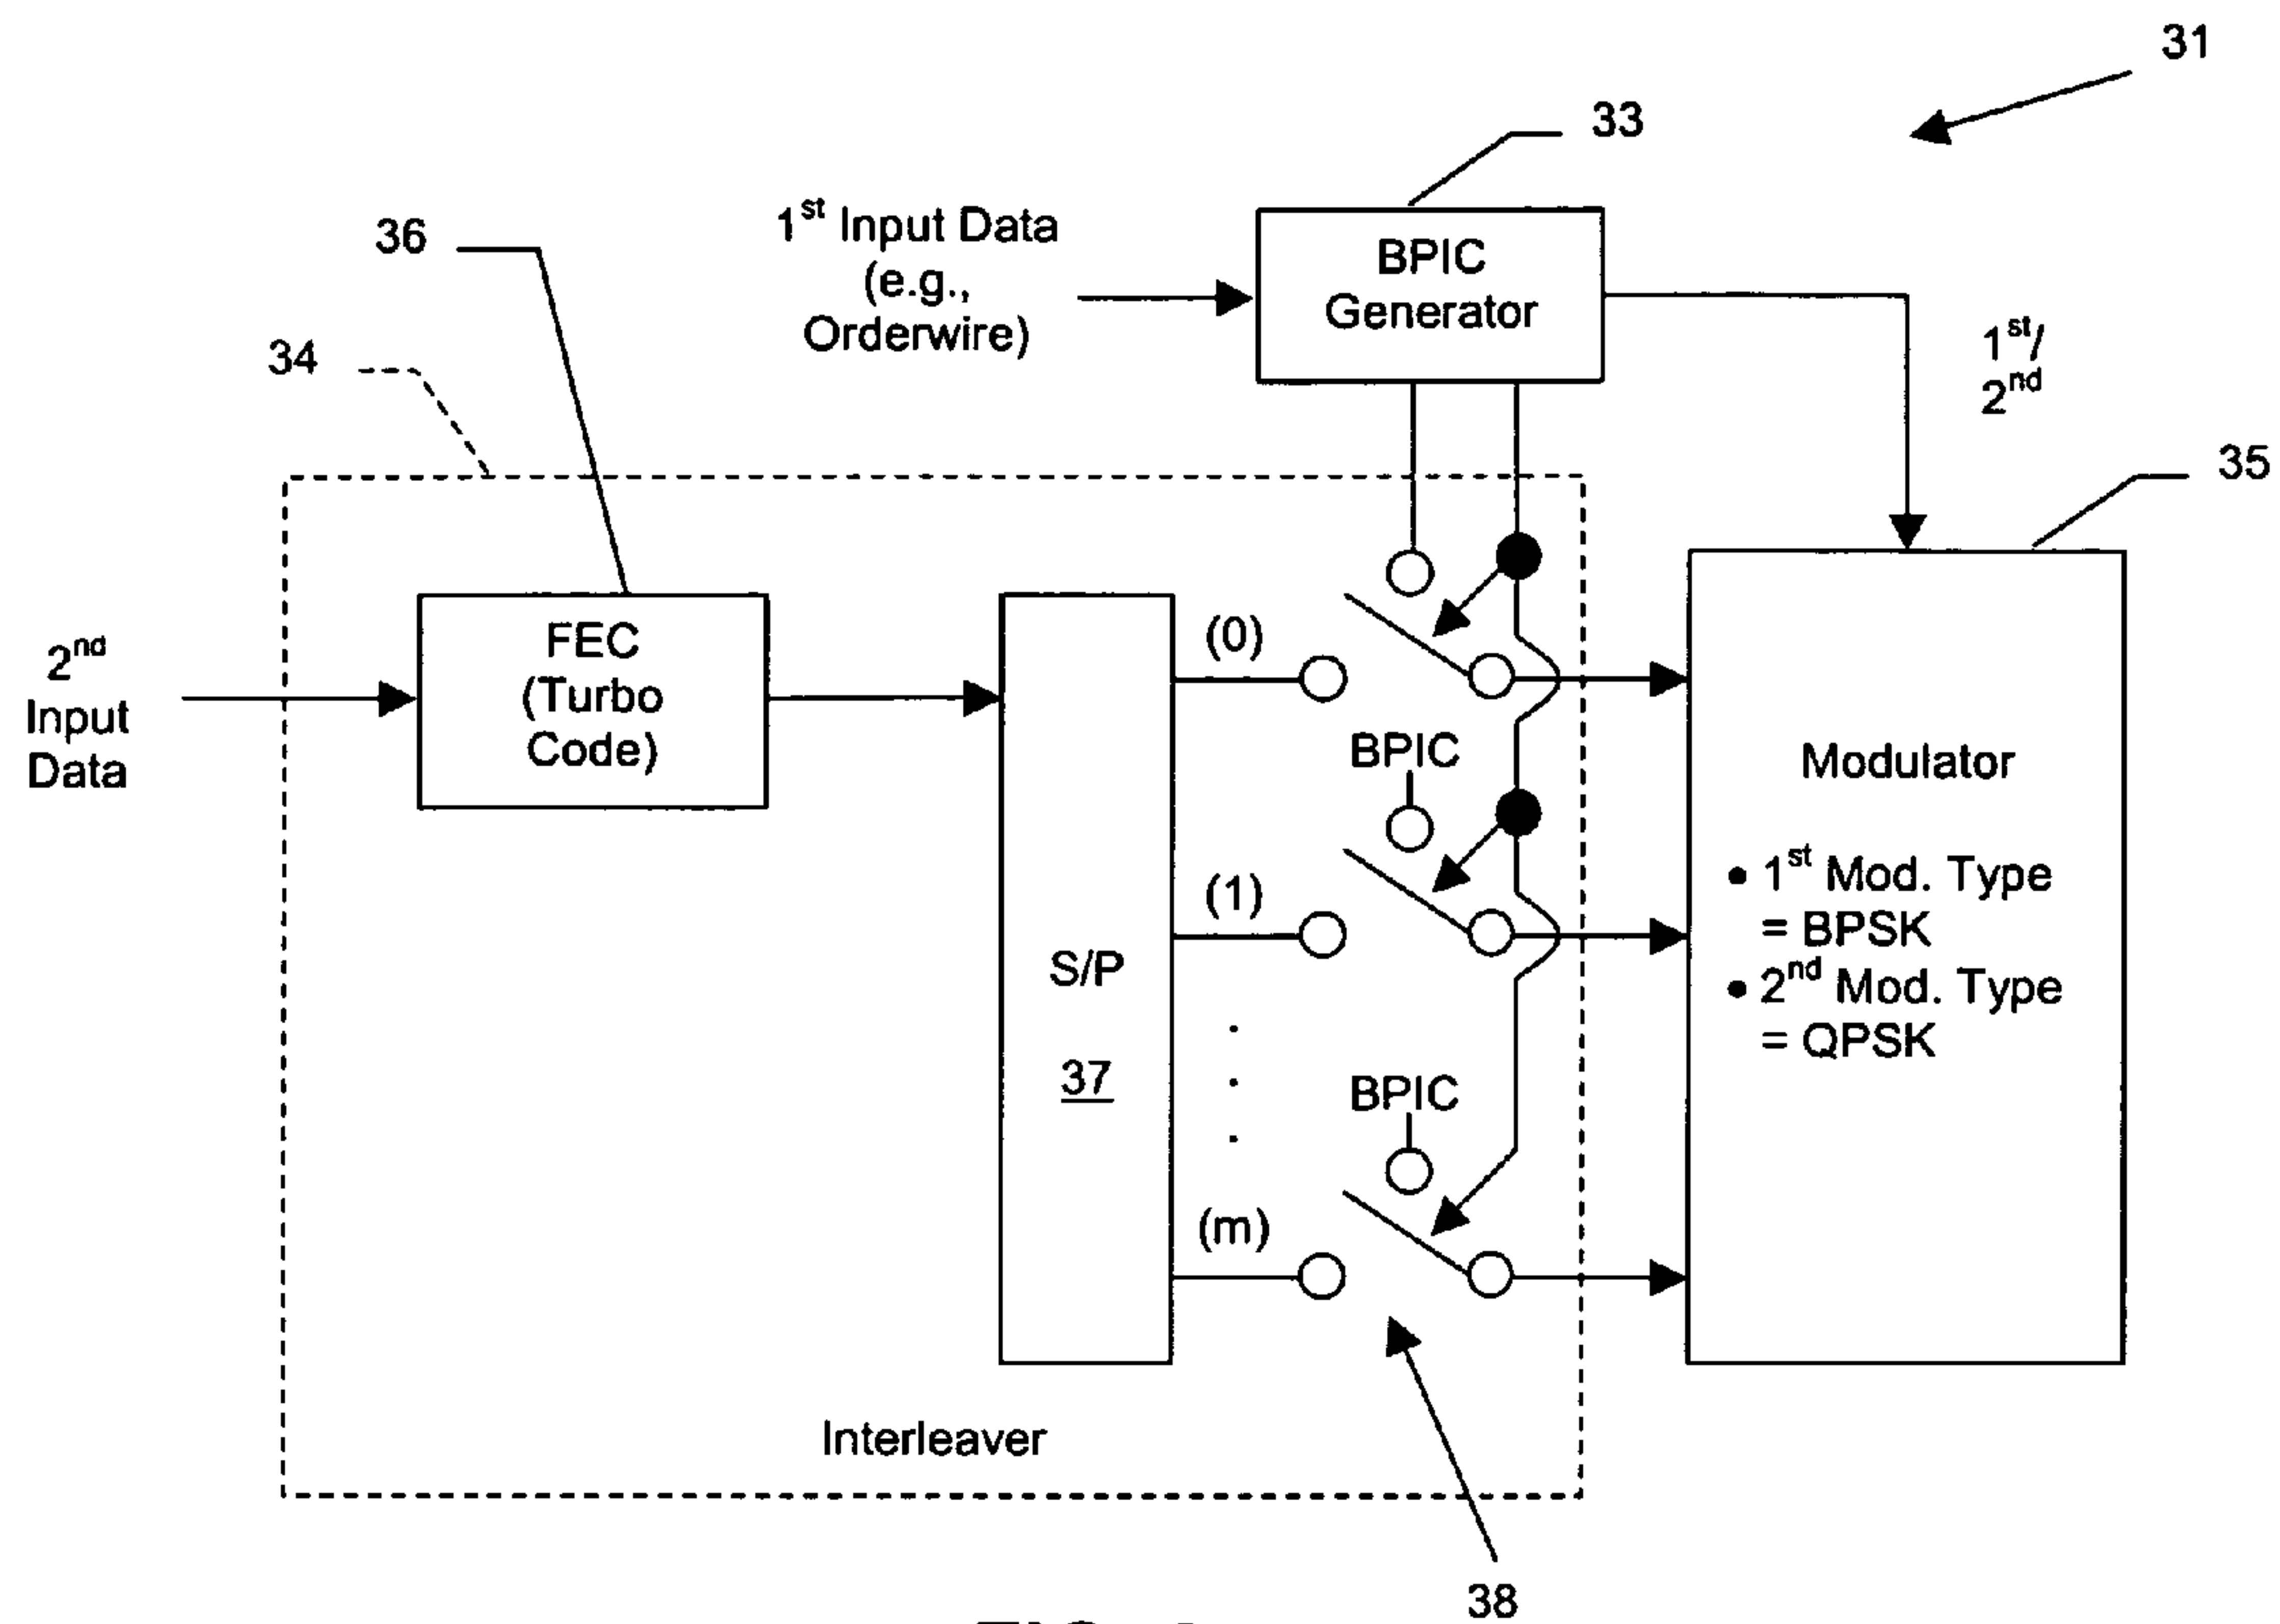 31
33
1st Input Data
(e.g.,
Orderwire)
36
BPIC
Generator
34
1st/
2nd
35
2nd
Input
Data
FEC
(Turbo
Code)
(0)
BPIC
(1)
S/P
37
BPIC
(m)
Modulator
• 1st Mod. Type
= BPSK
• 2nd Mod. Type
= QPSK
Interleaver
38